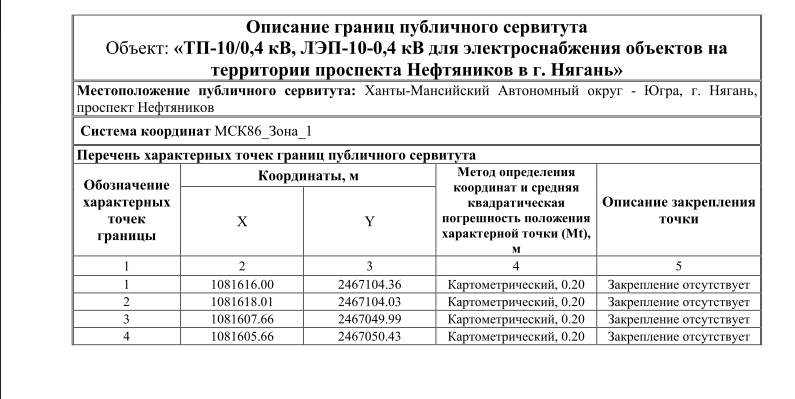 Описание границ публичного сервитута
Объект: «ТП-10/0,4 кВ, ЛЭП-10-0,4 кВ для электроснабжения объектов на
территории проспекта Нефтяников в г. Нягань»
Местоположение публичного сервитута: Ханты-Мансийский Автономный округ - Югра, г. Нягань,
проспект Нефтяников
Система координат МСК86_Зона_1
Перечень характерных точек границ публичного сервитута
Обозначение
характерных
точек
границы
Координаты, м
X
Y
Метод определения
координат и средняя
квадратическая
погрешность положения
характерной точки (Mt),
м
Описание закрепления
точки
1 2 3 4 5
1 1081616.00 2467104.36 Картометрический, 0.20 Закрепление отсутствует
2 1081618.01 2467104.03 Картометрический, 0.20 Закрепление отсутствует
3 1081607.66 2467049.99 Картометрический, 0.20 Закрепление отсутствует
4 1081605.66 2467050.43 Картометрический, 0.20 Закрепление отсутствует